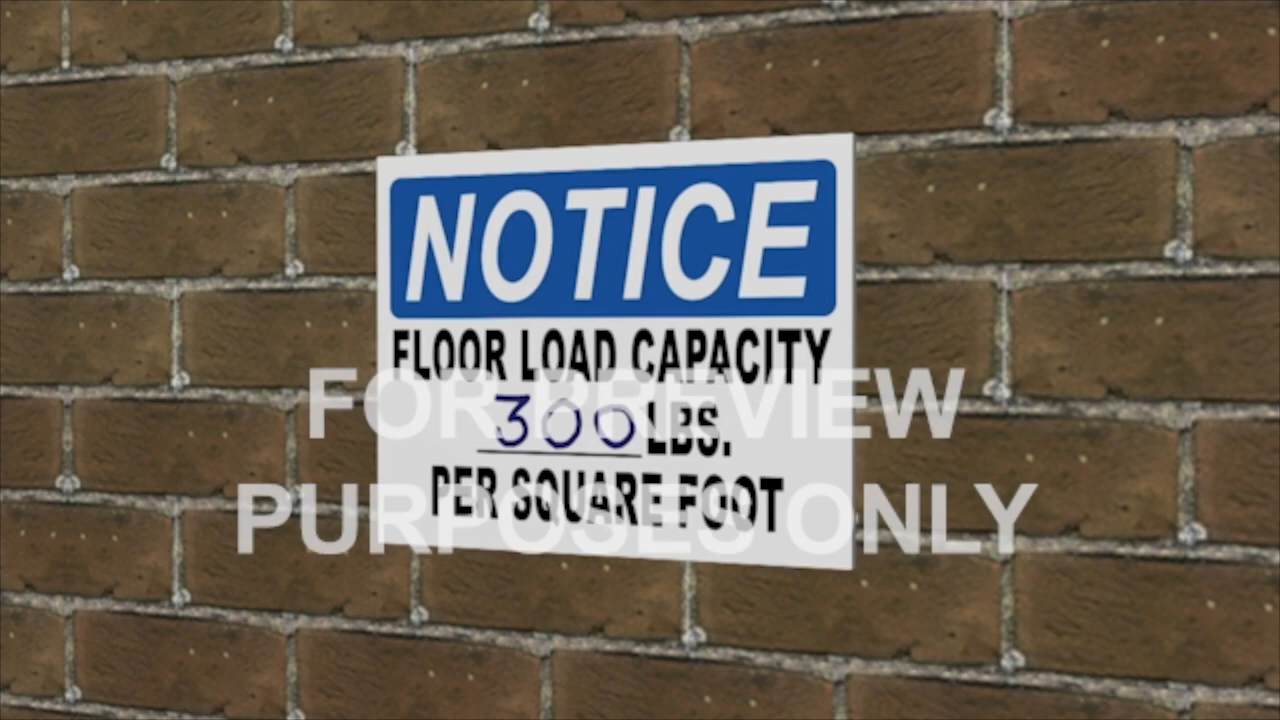 NOTICE
FLOOR LOAD CAPACITY
300 LBS.
PER SQUARE FOOT
FOR PREVIEW
PURPOSES ONLY